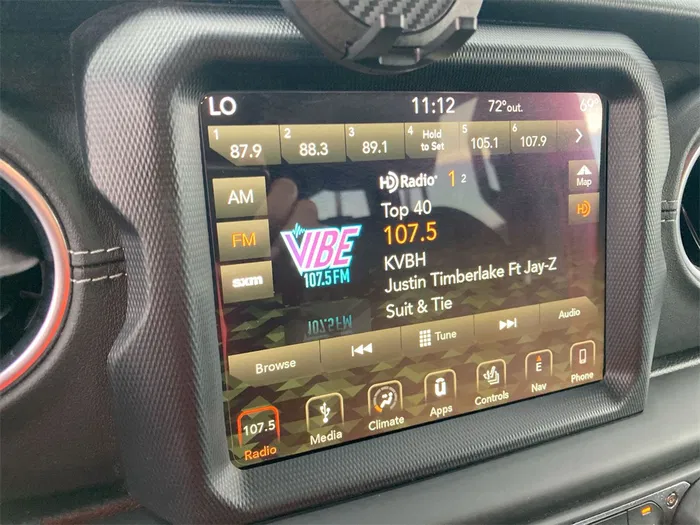 LO 11:12 72°out. 69°
1 87.9 2 88.3 3 89.1 4 Hold to Set 5 105.1 6 107.9
AM
FM
sxm
HD Radio 1 2
Map
HD
Top 40
107.5
KVBH
Justin Timberlake Ft Jay-Z
Suit & Tie
VIBE
107.5 FM
Browse Tune Audio
107.5 E
Radio Media Climate Apps Controls Nav Phone